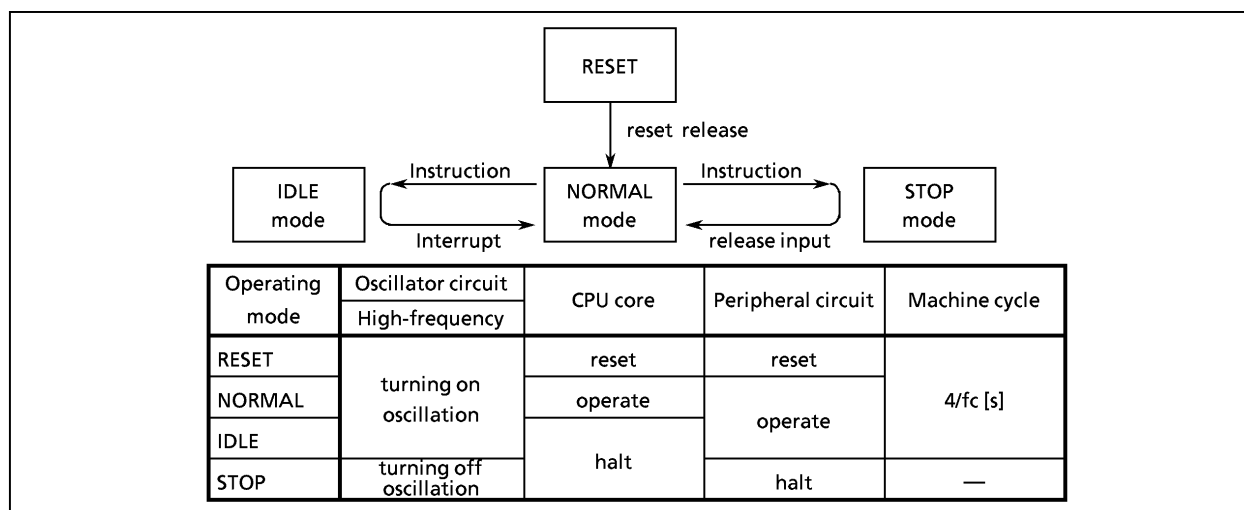 RESET
reset release
IDLE
mode
Instruction
Interrupt
NORMAL
mode
Instruction
release input
STOP
mode
Operating
mode
Oscillator circuit
High-frequency
CPU core
Peripheral circuit
Machine cycle
RESET
turning on
oscillation
reset
reset
4/fc [s]
NORMAL
operate
operate
IDLE
halt
STOP
turning off
oscillation
halt
—